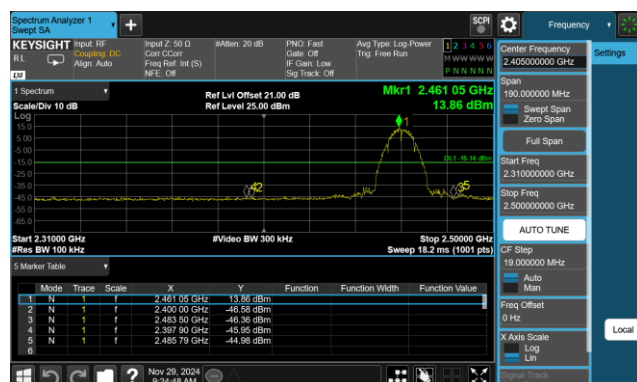 Spectrum Analyzer 1
Swept SA
SCPI
Frequency
KEYSIGHT
RL
Input: RF
Coupling: DC
Align: Auto
Input Z: 50 Ω
Corr CCorr
Freq Ref: Int (S)
NFE: Off
#Atten: 20 dB
PNO: Fast
Gate: Off
IF Gain: Low
Sig Track: Off
Avg Type: Log-Power
Trig: Free Run
1 2 3 4 5 6
M W W W W W
P N N N N N
Center Frequency
2.405000000 GHz
Settings
Span
190.000000 MHz
Swept Span
Zero Span
Full Span
Start Freq
2.310000000 GHz
Stop Freq
2.500000000 GHz
AUTO TUNE
CF Step
19.000000 MHz
Auto
Man
Freq Offset
0 Hz
X Axis Scale
Log
Lin
Signal Track
Local
1 Spectrum
Scale/Div 10 dB
Ref Lvl Offset 21.00 dB
Ref Level 25.00 dBm
Mkr1 2.461 05 GHz
13.86 dBm
Log
15.0
5.00
-5.00
-15.0
-25.0
-35.0
-45.0
-55.0
-65.0
1
DL1 -16.14 dBm
42
35
Start 2.31000 GHz
#Res BW 100 kHz
#Video BW 300 kHz
Stop 2.50000 GHz
Sweep 18.2 ms (1001 pts)
5 Marker Table
Mode Trace Scale X Y Function Function Width Function Value
1 N 1 f 2.461 05 GHz 13.86 dBm
2 N 1 f 2.400 00 GHz -46.58 dBm
3 N 1 f 2.483 50 GHz -46.36 dBm
4 N 1 f 2.397 90 GHz -45.95 dBm
5 N 1 f 2.485 79 GHz -44.98 dBm
6
Nov 29, 2024
9:24:48 AM